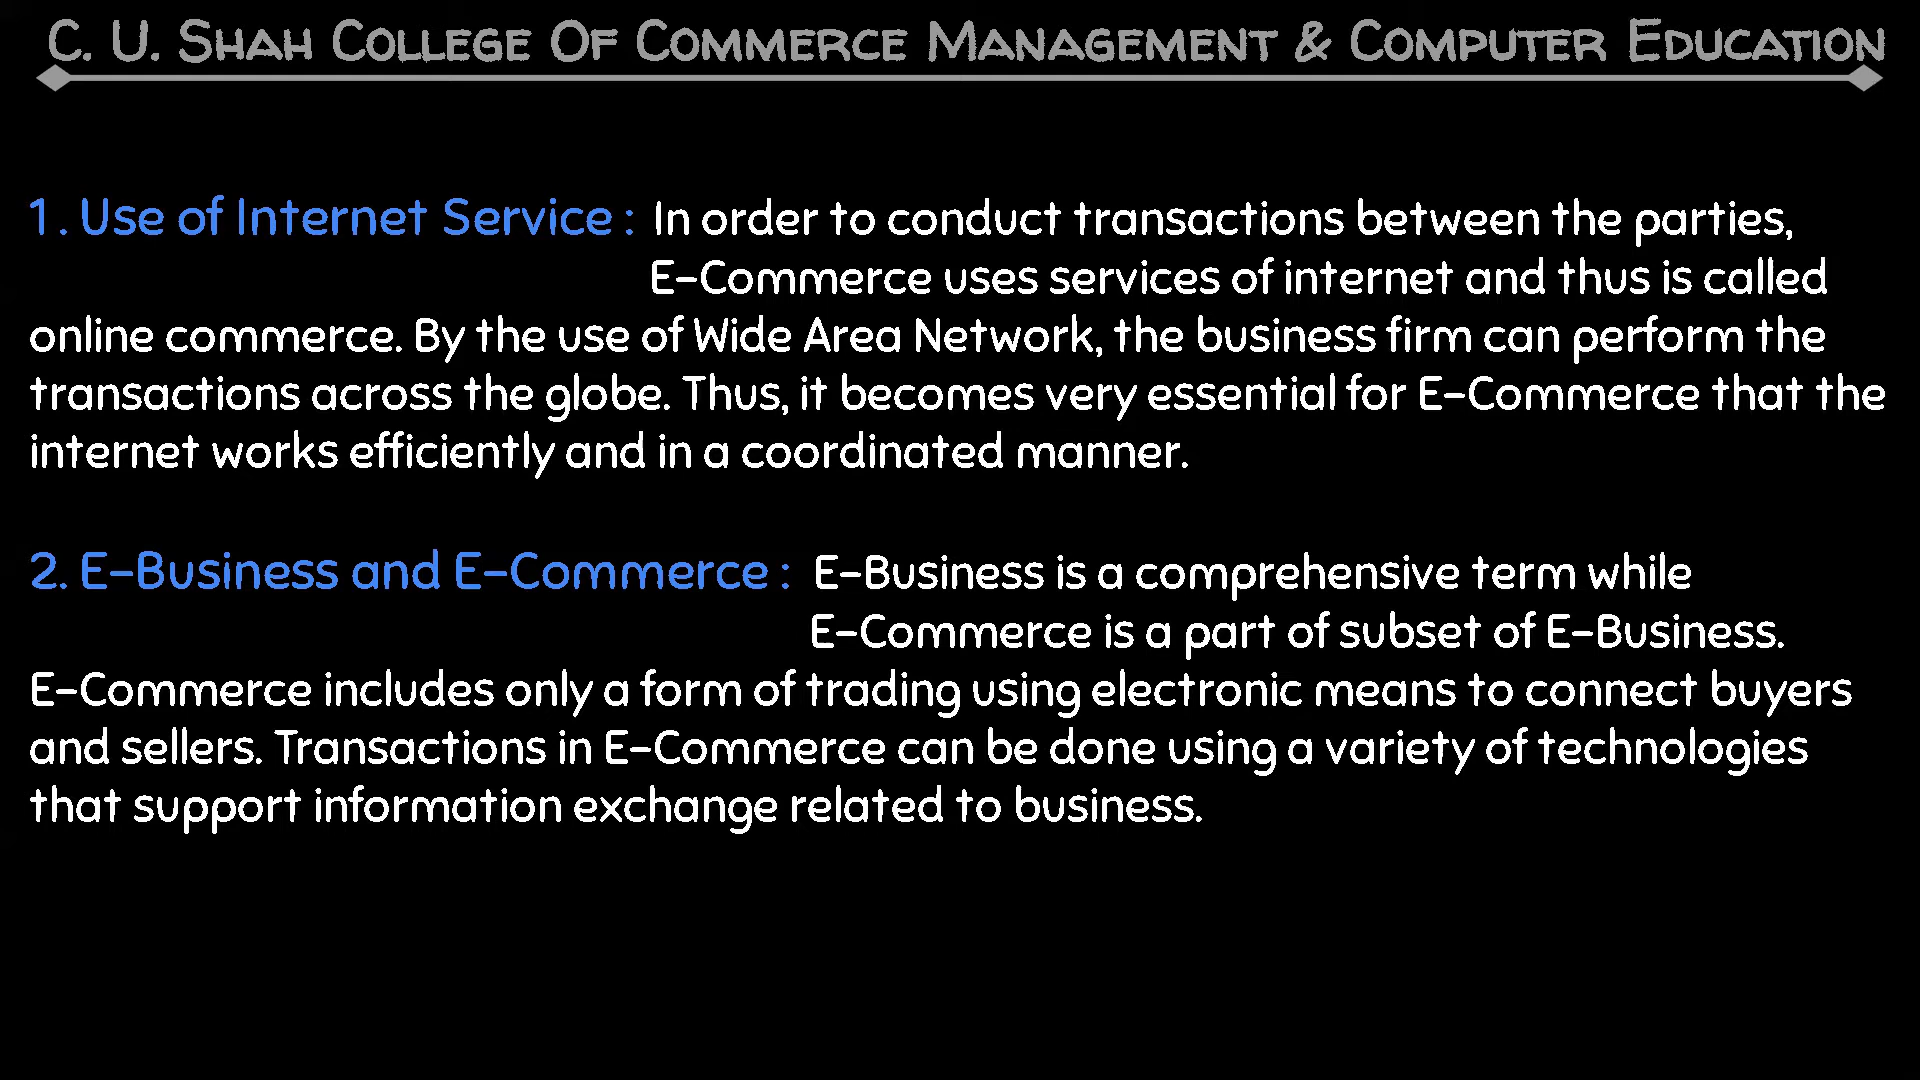 C. U. Shah College Of Commerce Management & Computer Education
1. Use of Internet Service : In order to conduct transactions between the parties,
E-Commerce uses services of internet and thus is called
online commerce. By the use of Wide Area Network, the business firm can perform the
transactions across the globe. Thus, it becomes very essential for E-Commerce that the
internet works efficiently and in a coordinated manner.
2. E-Business and E-Commerce : E-Business is a comprehensive term while
E-Commerce is a part of subset of E-Business.
E-Commerce includes only a form of trading using electronic means to connect buyers
and sellers. Transactions in E-Commerce can be done using a variety of technologies
that support information exchange related to business.